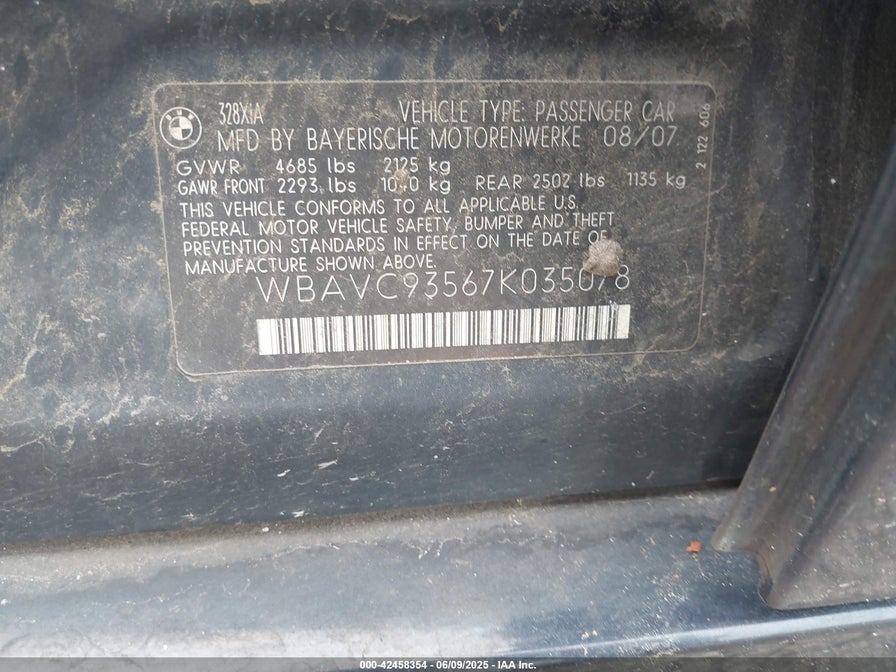 328XIA VEHICLE TYPE: PASSENGER CAR
MFD BY BAYERISCHE MOTORENWERKE 08/07
GVWR 4685 lbs 2125 kg
GAWR FRONT 2293 lbs kg REAR 2502 lbs 1135 kg
THIS VEHICLE CONFORMS TO ALL APPLICABLE U.S.
FEDERAL MOTOR VEHICLE SAFETY, BUMPER AND THEFT
PREVENTION STANDARDS IN EFFECT ON THE DATE OF
MANUFACTURE SHOWN ABOVE.
WBAVC93567K035078
2 122 606
BMW
000-42458354 - 06/09/2025 - IAA Inc.